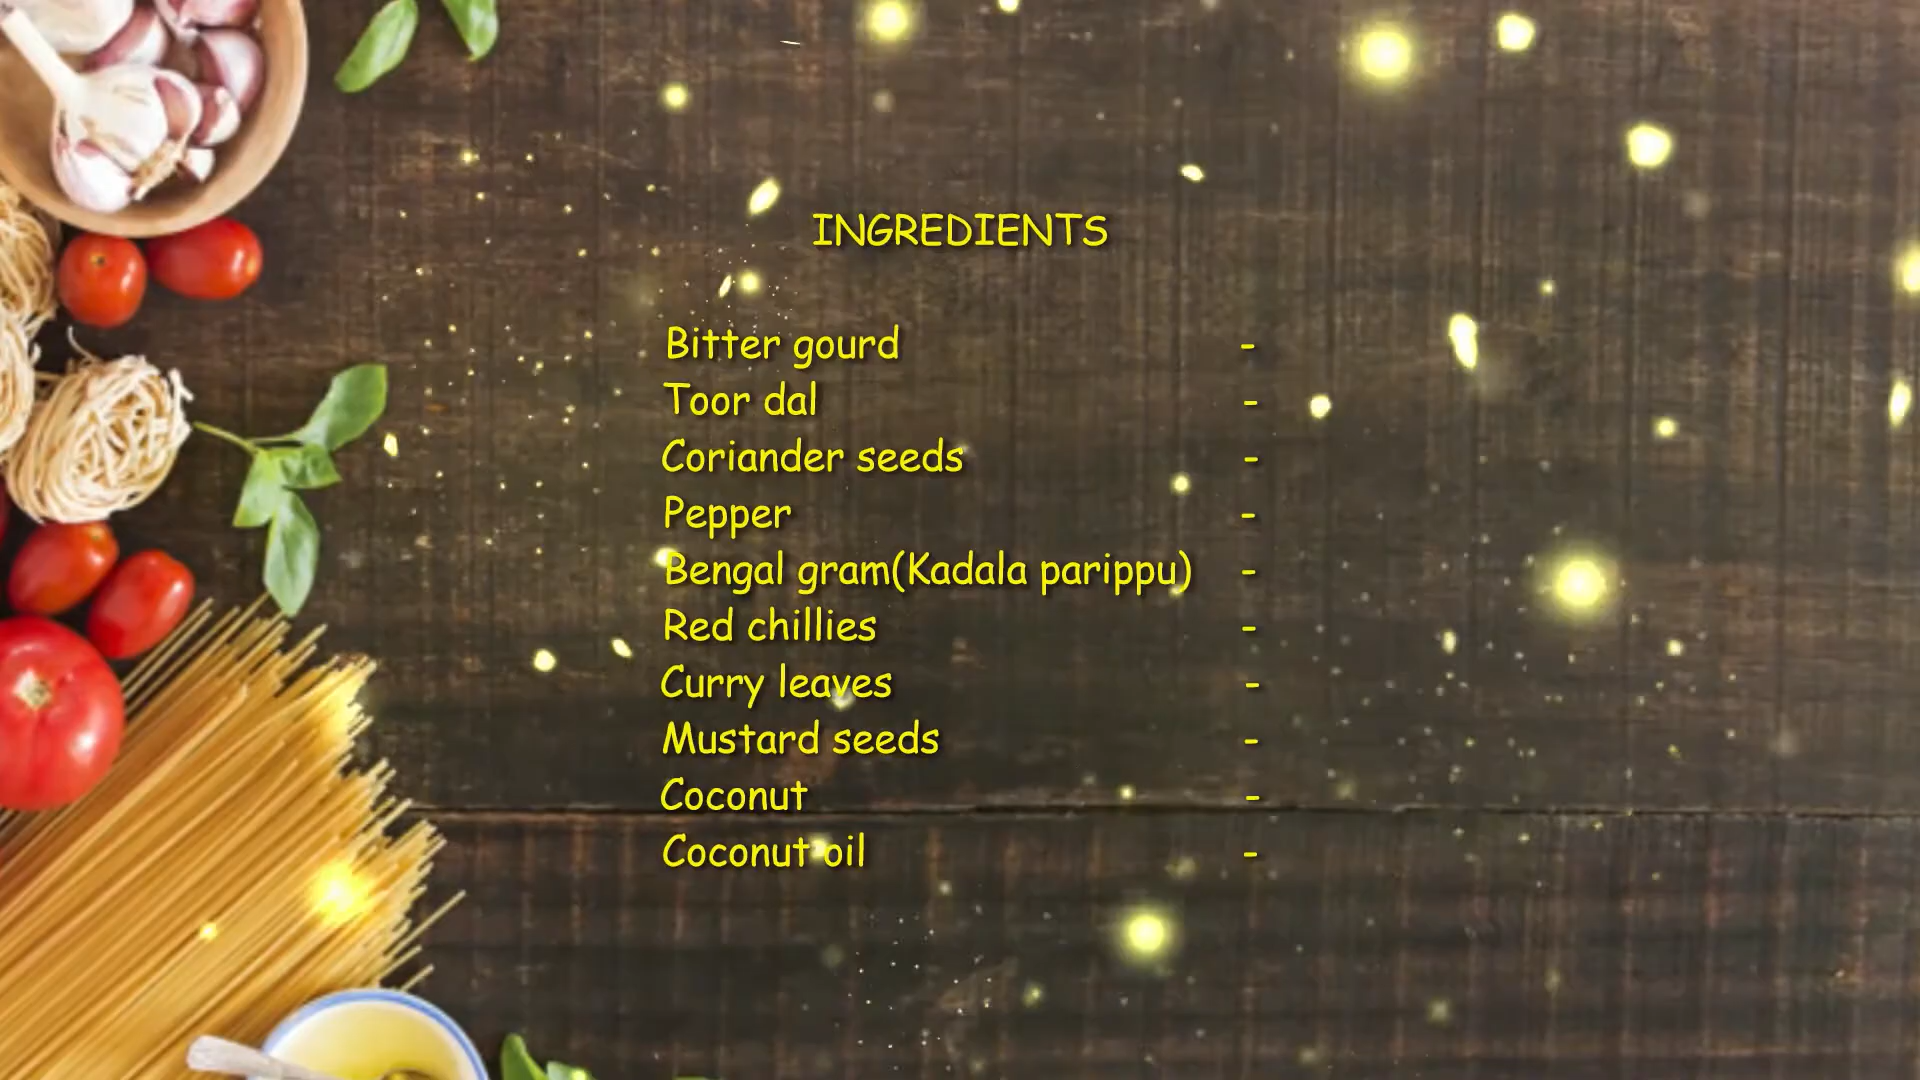 INGREDIENTS
Bitter gourd -
Toor dal -
Coriander seeds -
Pepper -
Bengal gram(Kadala parippu) -
Red chillies -
Curry leaves -
Mustard seeds -
Coconut -
Coconut oil -